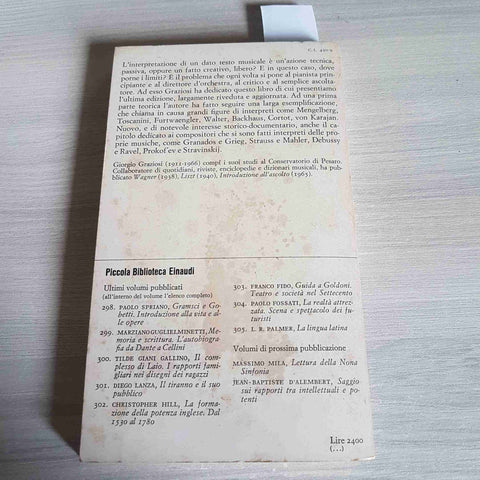 C.L. 4201-9
L'interpretazione di un dato testo musicale è un'azione tecnica,
passiva, oppure un fatto creativo, libero? E in questo caso, dove
porne i limiti? È il problema che ogni volta si pone al pianista prin-
cipiante e al direttore d'orchestra, al critico e al semplice ascolta-
tore. Ad esso Graziosi ha dedicato questo libro di cui presentiamo
l'ultima edizione, largamente riveduta e aggiornata. Ad una prima
parte teorica l'autore ha fatto seguire una larga esemplificazione,
che chiama in causa grandi figure di interpreti come Mengelberg,
Toscanini, Furtwaengler, Walter, Backhaus, Cortot, von Karajan.
Nuovo, e di notevole interesse storico-documentario, anche il ca-
pitolo dedicato ai compositori che si sono fatti interpreti delle pro-
prie musiche, come Granados e Grieg, Strauss e Mahler, Debussy
e Ravel, Prokof'ev e Stravinskij.
Giorgio Graziosi (1911-1966) compí i suoi studi al Conservatorio di Pesaro.
Collaboratore di quotidiani, riviste, enciclopedie e dizionari musicali, ha pub-
blicato Wagner (1938), Liszt (1940), Introduzione all'ascolto (1965).
Piccola Biblioteca Einaudi
Ultimi volumi pubblicati
(all'interno del volume l'elenco completo)
298. PAOLO SPRIANO, Gramsci e Go-
betti. Introduzione alla vita e al-
le opere
299. MARZIANO GUGLIELMINETTI, Me-
moria e scrittura. L'autobiogra-
fia da Dante a Cellini
300. TILDE GIANI GALLINO, Il com-
plesso di Laio. I rapporti fami-
gliari nei disegni dei ragazzi
301. DIEGO LANZA, Il tiranno e il suo
pubblico
302. CHRISTOPHER HILL, La forma-
zione della potenza inglese. Dal
1530 al 1780
303. FRANCO FIDO, Guida a Goldoni.
Teatro e società nel Settecento
304. PAOLO FOSSATI, La realtà attrez-
zata. Scena e spettacolo dei fu-
turisti
305. L. R. PALMER, La lingua latina
Volumi di prossima pubblicazione
MASSIMO MILA, Lettura della Nona
Sinfonia
JEAN-BAPTISTE D'ALEMBERT, Saggio
sui rapporti tra intellettuali e po-
tenti
Lire 2400
(...)